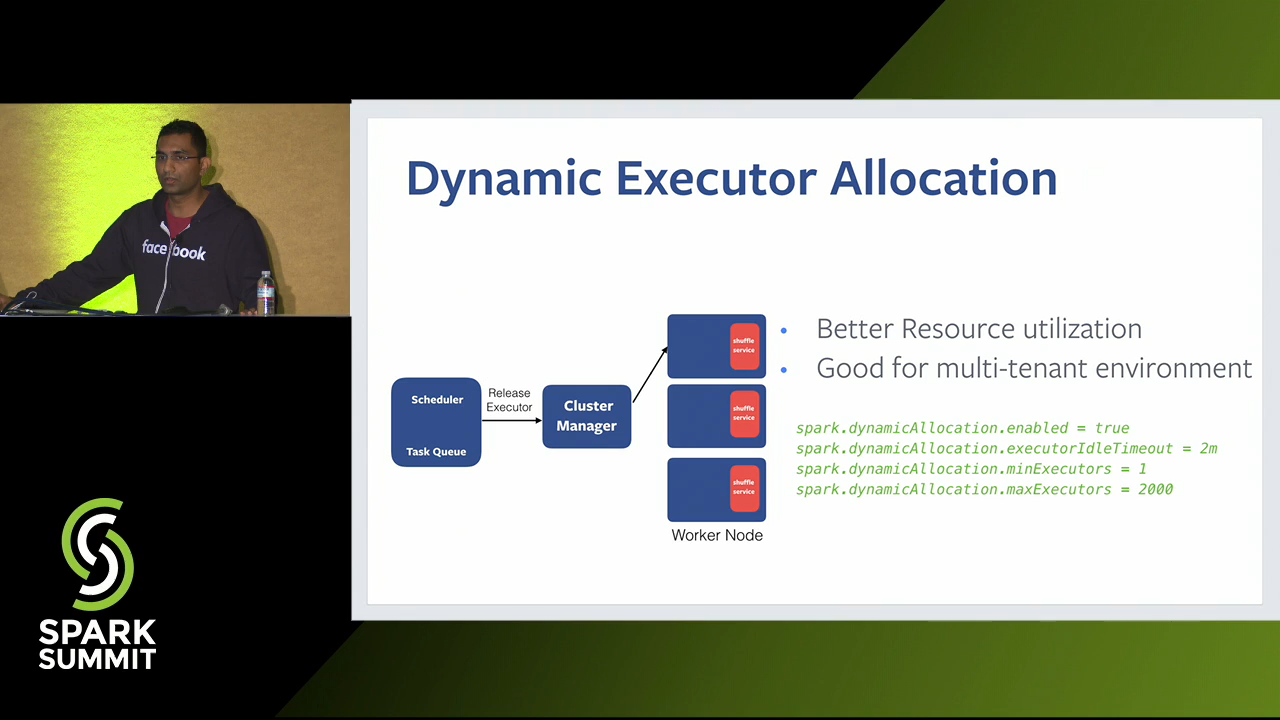 Dynamic Executor Allocation
facebook
Scheduler
Task Queue
Release
Executor
Cluster
Manager
shuffle
service
shuffle
service
shuffle
service
Worker Node
• Better Resource utilization
• Good for multi-tenant environment
spark.dynamicAllocation.enabled = true
spark.dynamicAllocation.executorIdleTimeout = 2m
spark.dynamicAllocation.minExecutors = 1
spark.dynamicAllocation.maxExecutors = 2000
SPARK
SUMMIT